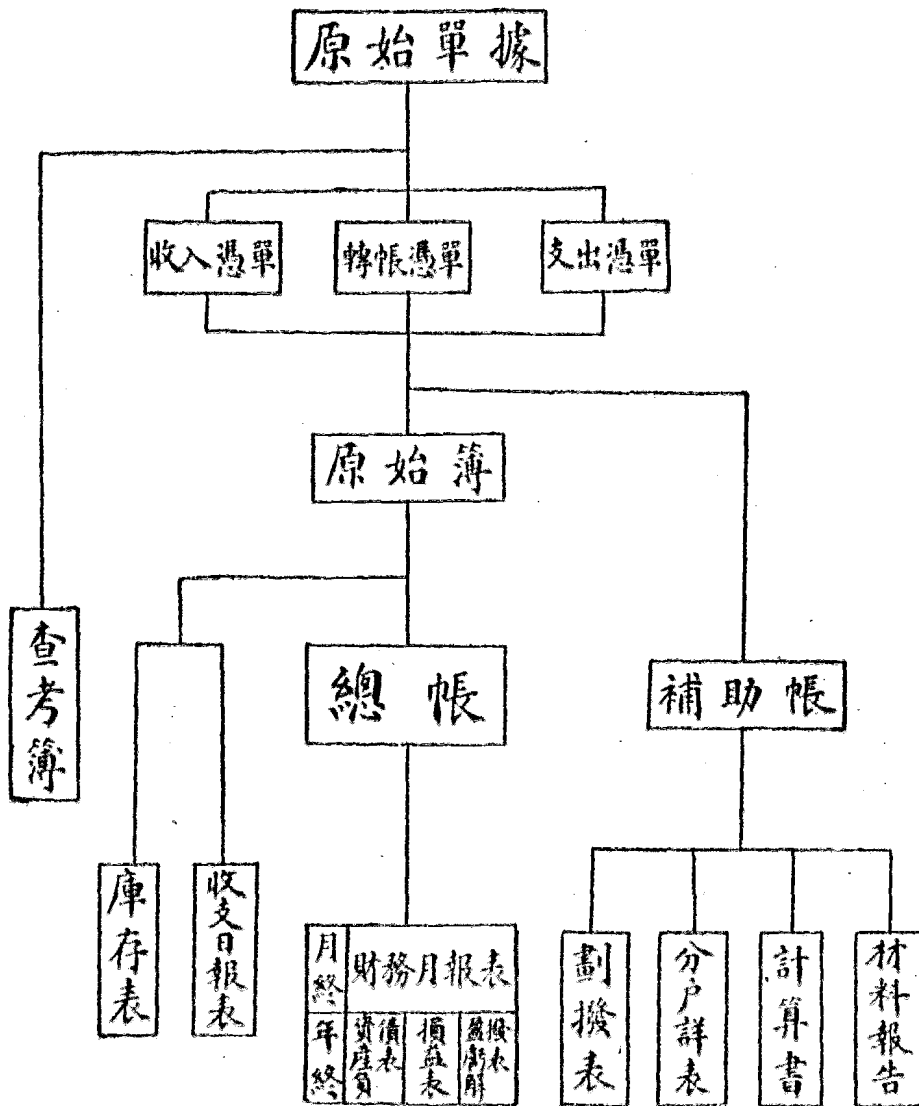 原始單據
收入憑單
轉帳憑單
支出憑單
原始簿
查考簿
總帳
補助帳
庫存表
收支日報表
月終
財務月報表
年終
資產負債表
損益表
盈虧解撥表
劃撥表
分戶詳表
計算書
材料報告